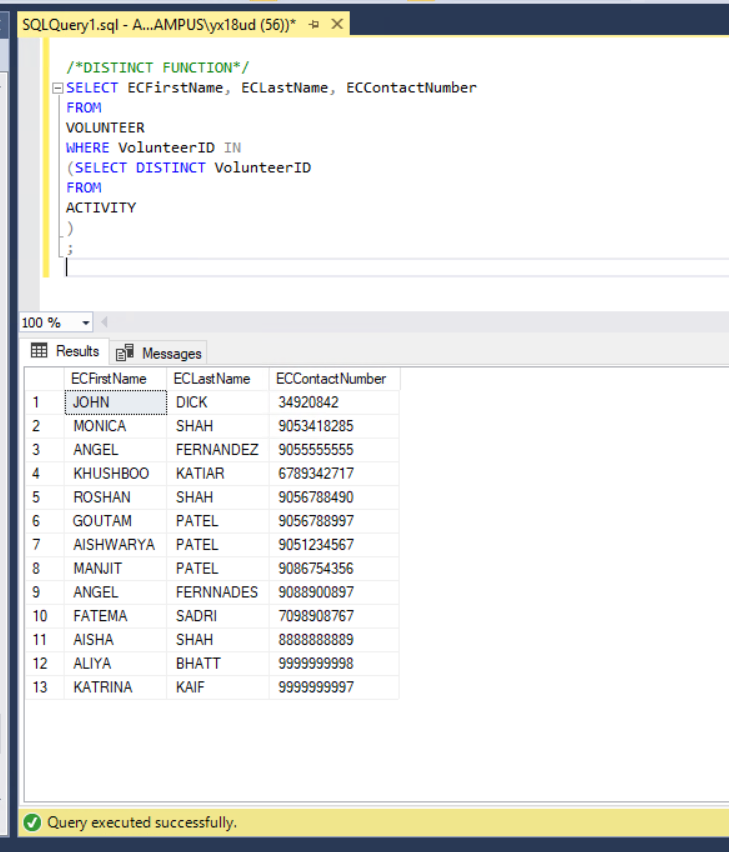 SQLQuery1.sql - A...AMPUS\yx18ud (56))*
/*DISTINCT FUNCTION*/
SELECT ECFirstName, ECLastName, ECContactNumber
FROM
VOLUNTEER
WHERE VolunteerID IN
(SELECT DISTINCT VolunteerID
FROM
ACTIVITY
)
;
100 %
Results Messages
ECFirstName ECLastName ECContactNumber
1 JOHN DICK 34920842
2 MONICA SHAH 9053418285
3 ANGEL FERNANDEZ 9055555555
4 KHUSHBOO KATIAR 6789342717
5 ROSHAN SHAH 9056788490
6 GOUTAM PATEL 9056788997
7 AISHWARYA PATEL 9051234567
8 MANJIT PATEL 9086754356
9 ANGEL FERNNADES 9088900897
10 FATEMA SADRI 7098908767
11 AISHA SHAH 8888888889
12 ALIYA BHATT 9999999998
13 KATRINA KAIF 9999999997
Query executed successfully.